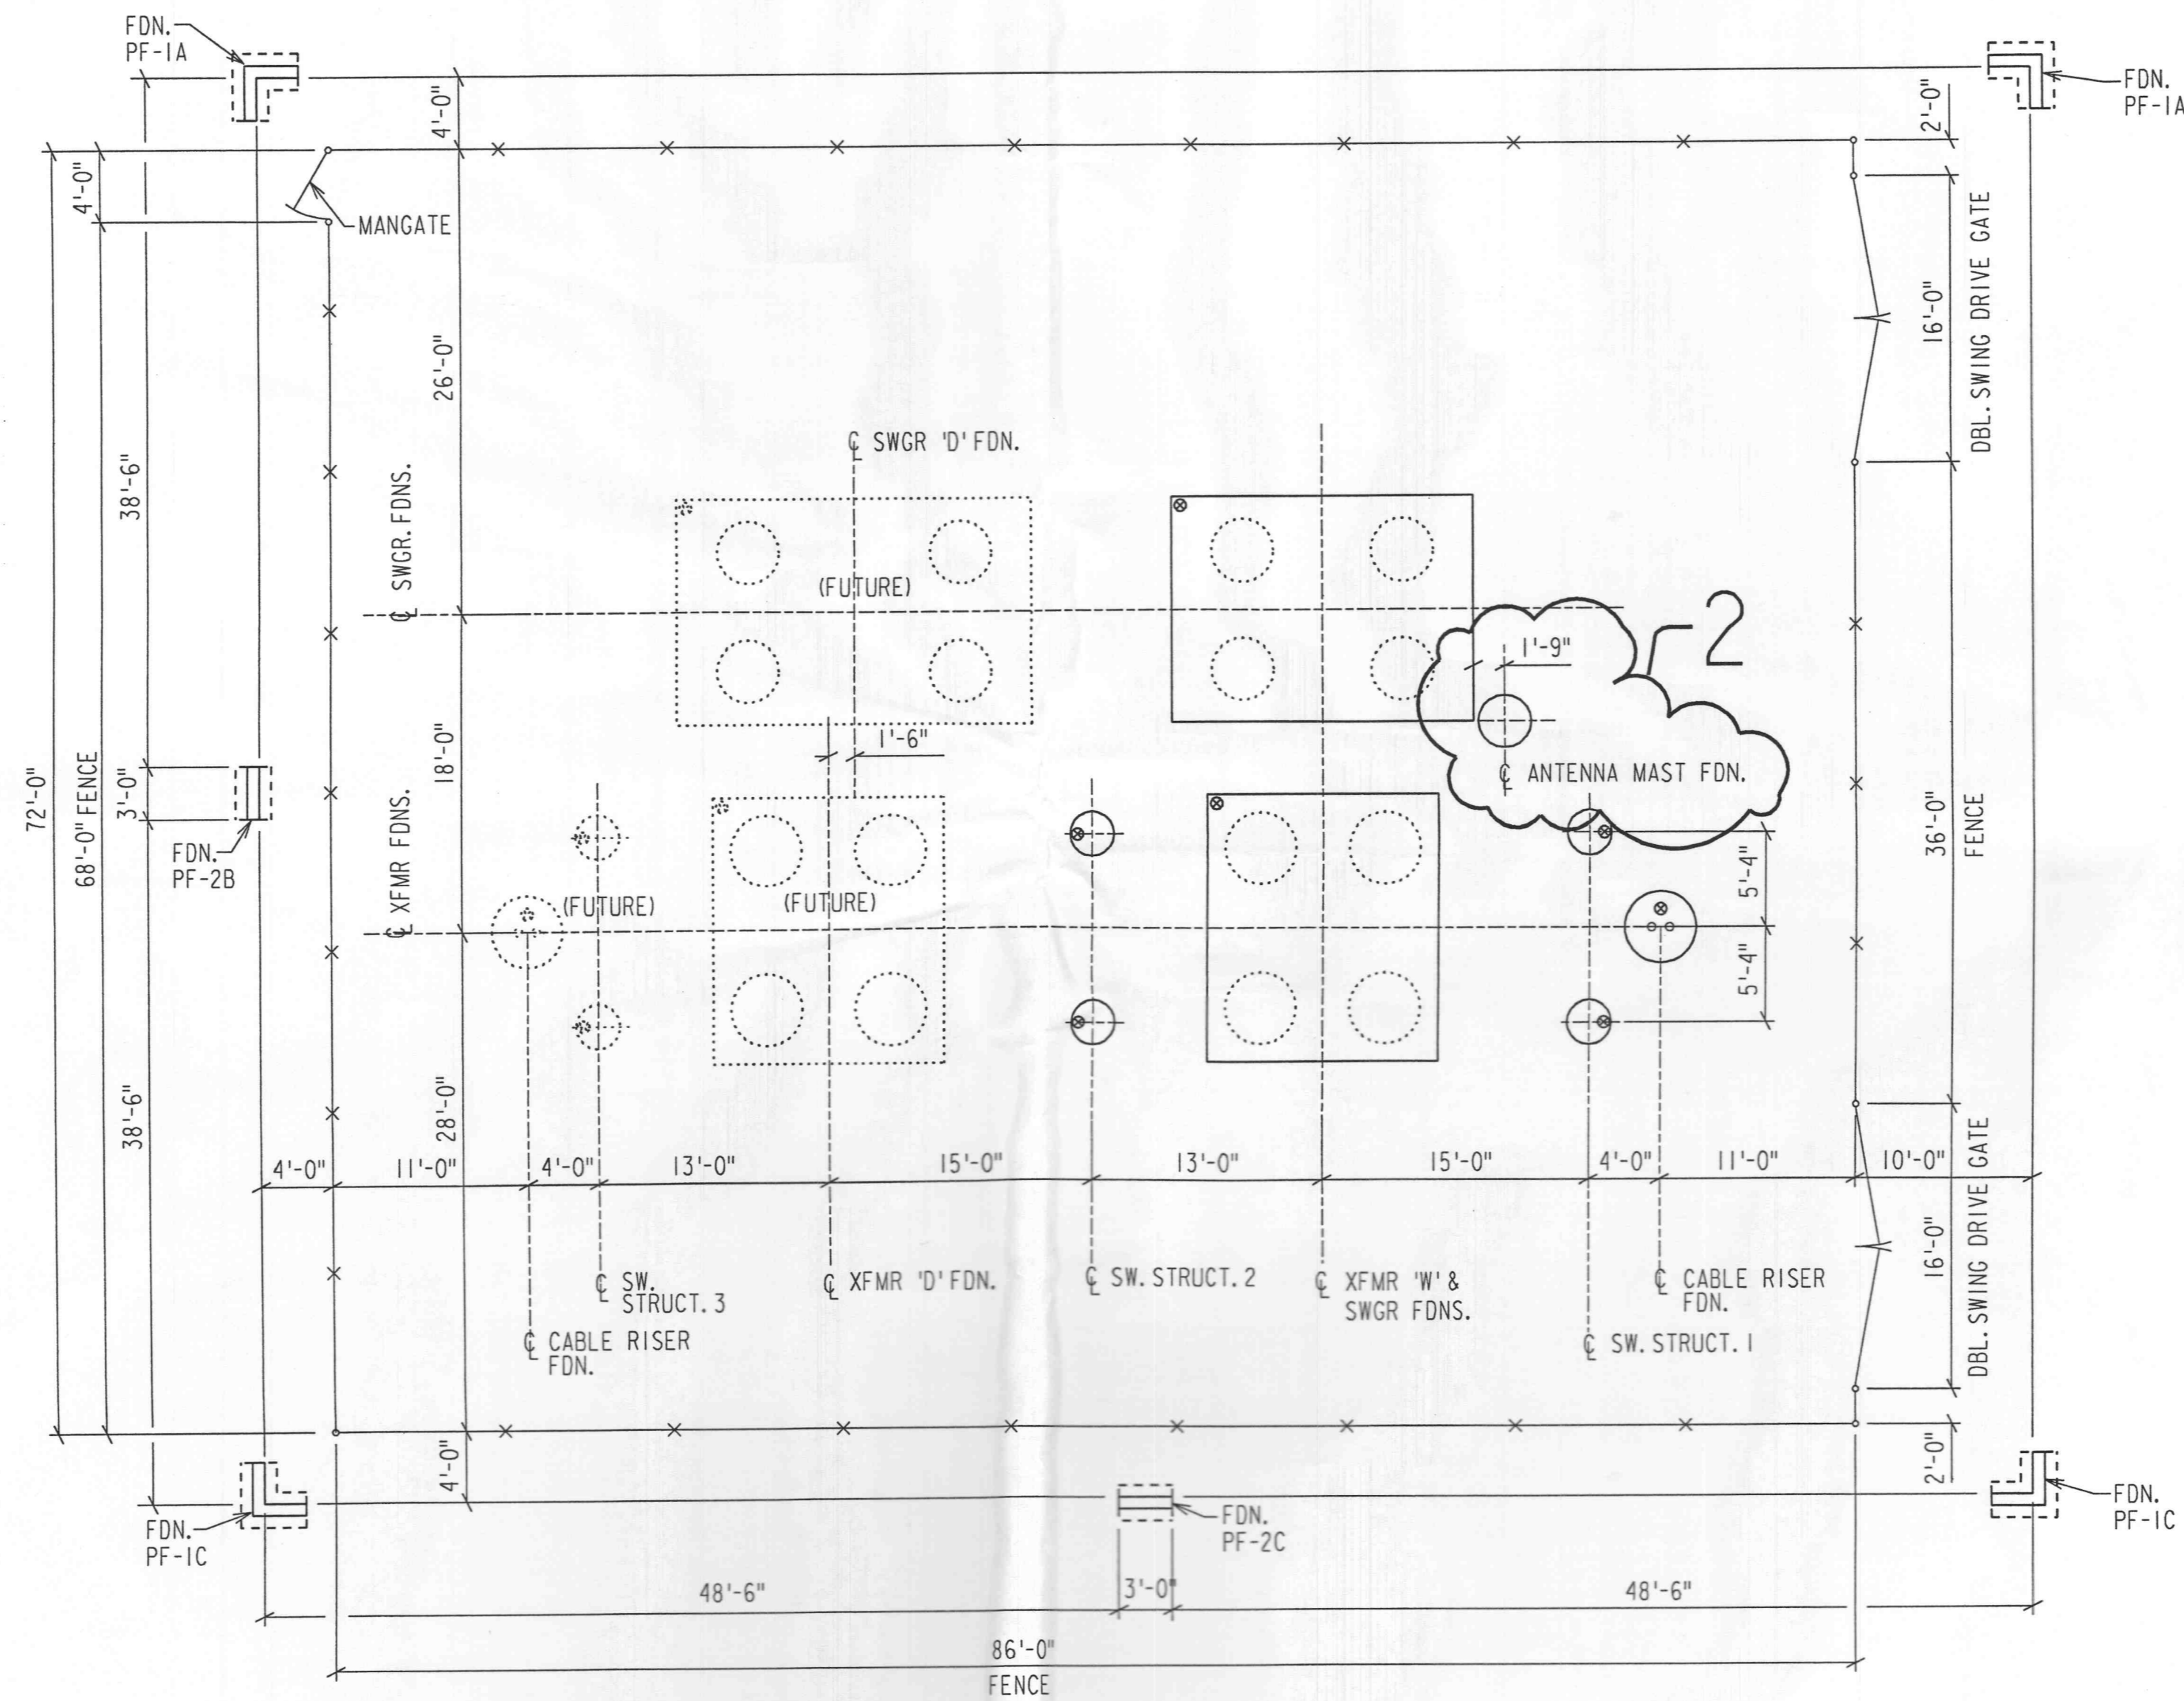 FDN.
PF-1A
FDN.
PF-1A
4'-0"
2'-0"
4'-0"
MANGATE
16'-0"
DBL. SWING DRIVE GATE
26'-0"
38'-6"
℄ SWGR 'D' FDN.
℄ SWGR. FDNS.
(FUTURE)
2
1'-9"
1'-6"
18'-0"
℄ ANTENNA MAST FDN.
72'-0"
68'-0" FENCE
3'-0"
FDN.
PF-2B
℄ XFMR FDNS.
(FUTURE)
(FUTURE)
5'-4"
5'-4"
36'-0"
FENCE
38'-6"
28'-0"
4'-0"
11'-0"
4'-0"
13'-0"
15'-0"
13'-0"
15'-0"
4'-0"
11'-0"
10'-0"
16'-0"
DBL. SWING DRIVE GATE
℄ SW.
STRUCT. 3
℄ XFMR 'D' FDN.
℄ SW. STRUCT. 2
℄ XFMR 'W' &
SWGR FDNS.
℄ CABLE RISER
FDN.
℄ CABLE RISER
FDN.
℄ SW. STRUCT. 1
4'-0"
2'-0"
FDN.
PF-1C
FDN.
PF-2C
FDN.
PF-1C
48'-6"
3'-0"
48'-6"
86'-0"
FENCE